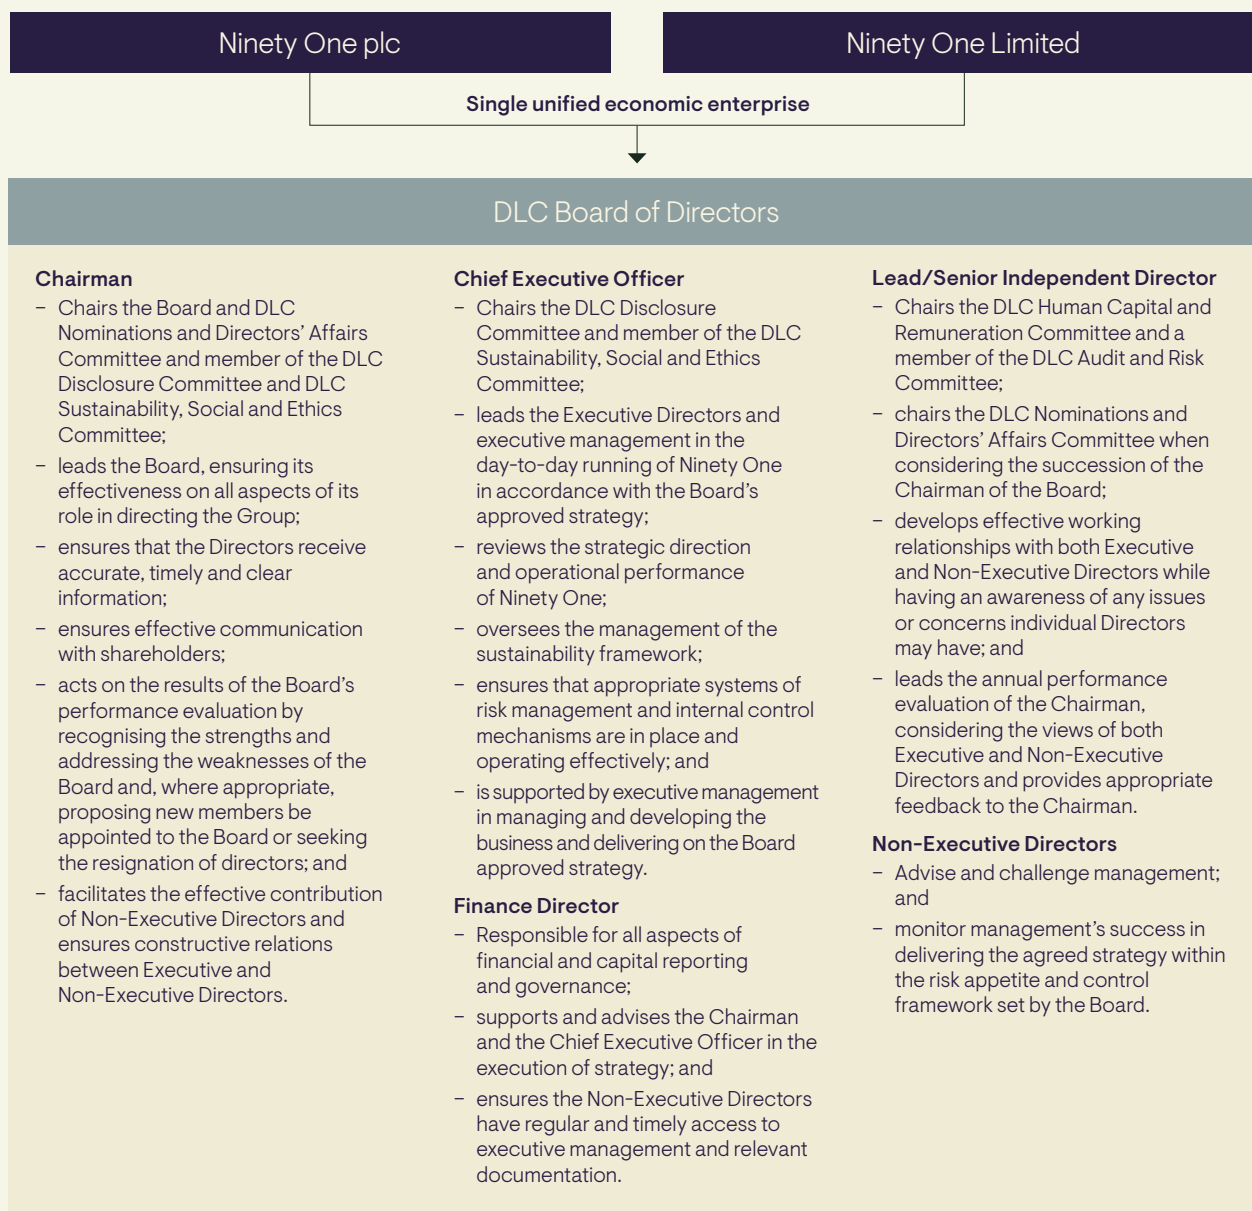 Ninety One plc
Ninety One Limited
Single unified economic enterprise
DLC Board of Directors
Chairman
– Chairs the Board and DLC
Nominations and Directors’ Affairs
Committee and member of the DLC
Disclosure Committee and DLC
Sustainability, Social and Ethics
Committee;
– leads the Board, ensuring its
effectiveness on all aspects of its
role in directing the Group;
– ensures that the Directors receive
accurate, timely and clear
information;
– ensures effective communication
with shareholders;
– acts on the results of the Board’s
performance evaluation by
recognising the strengths and
addressing the weaknesses of the
Board and, where appropriate,
proposing new members be
appointed to the Board or seeking
the resignation of directors; and
– facilitates the effective contribution
of Non-Executive Directors and
ensures constructive relations
between Executive and
Non-Executive Directors.
Chief Executive Officer
– Chairs the DLC Disclosure
Committee and member of the DLC
Sustainability, Social and Ethics
Committee;
– leads the Executive Directors and
executive management in the
day-to-day running of Ninety One
in accordance with the Board’s
approved strategy;
– reviews the strategic direction
and operational performance
of Ninety One;
– oversees the management of the
sustainability framework;
– ensures that appropriate systems of
risk management and internal control
mechanisms are in place and
operating effectively; and
– is supported by executive management
in managing and developing the
business and delivering on the Board
approved strategy.
Finance Director
– Responsible for all aspects of
financial and capital reporting
and governance;
– supports and advises the Chairman
and the Chief Executive Officer in the
execution of strategy; and
– ensures the Non-Executive Directors
have regular and timely access to
executive management and relevant
documentation.
Lead/Senior Independent Director
– Chairs the DLC Human Capital and
Remuneration Committee and a
member of the DLC Audit and Risk
Committee;
– chairs the DLC Nominations and
Directors’ Affairs Committee when
considering the succession of the
Chairman of the Board;
– develops effective working
relationships with both Executive
and Non-Executive Directors while
having an awareness of any issues
or concerns individual Directors
may have; and
– leads the annual performance
evaluation of the Chairman,
considering the views of both
Executive and Non-Executive
Directors and provides appropriate
feedback to the Chairman.
Non-Executive Directors
– Advise and challenge management;
and
– monitor management’s success in
delivering the agreed strategy within
the risk appetite and control
framework set by the Board.